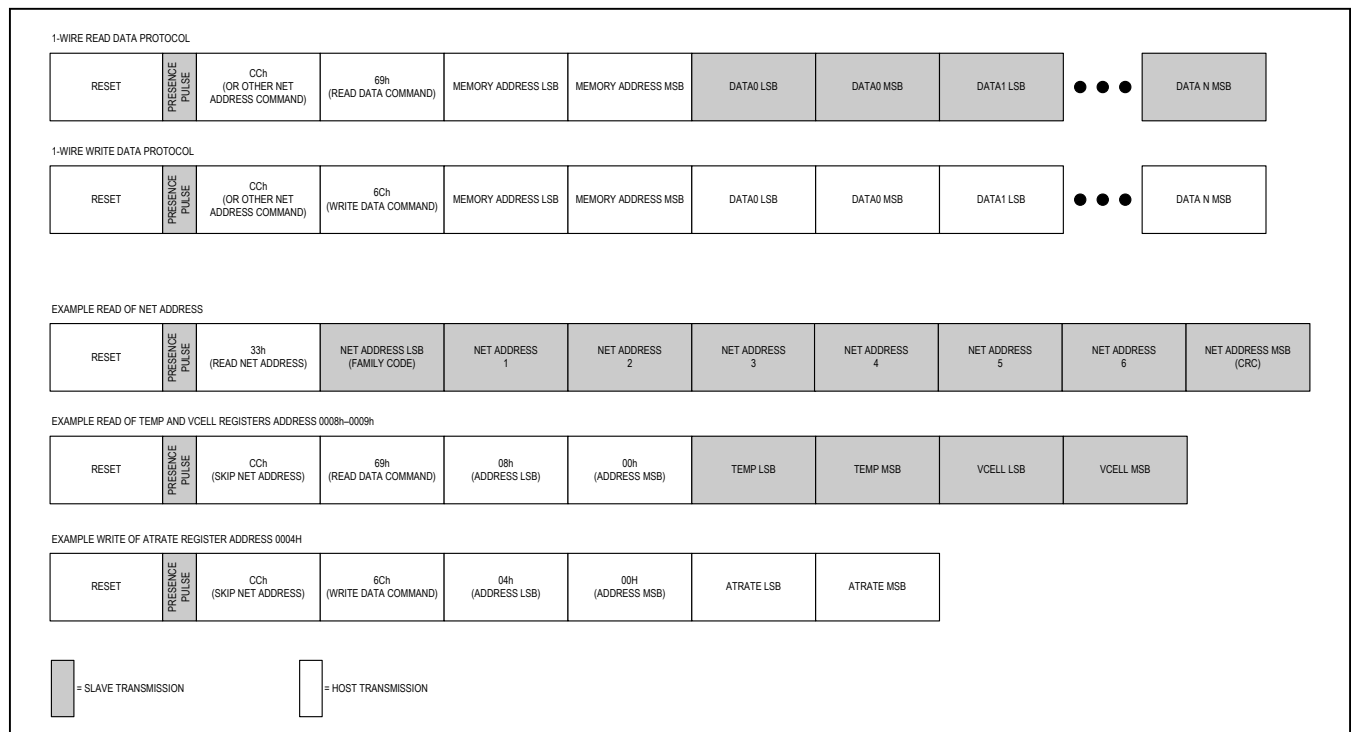 1-WIRE READ DATA PROTOCOL
RESET
PRESENCE
PULSE
CCh
(OR OTHER NET
ADDRESS COMMAND)
69h
(READ DATA COMMAND)
MEMORY ADDRESS LSB
MEMORY ADDRESS MSB
DATA0 LSB
DATA0 MSB
DATA1 LSB
DATA N MSB
1-WIRE WRITE DATA PROTOCOL
RESET
PRESENCE
PULSE
CCh
(OR OTHER NET
ADDRESS COMMAND)
6Ch
(WRITE DATA COMMAND)
MEMORY ADDRESS LSB
MEMORY ADDRESS MSB
DATA0 LSB
DATA0 MSB
DATA1 LSB
DATA N MSB
EXAMPLE READ OF NET ADDRESS
RESET
PRESENCE
PULSE
33h
(READ NET ADDRESS)
NET ADDRESS LSB
(FAMILY CODE)
NET ADDRESS
1
NET ADDRESS
2
NET ADDRESS
3
NET ADDRESS
4
NET ADDRESS
5
NET ADDRESS
6
NET ADDRESS MSB
(CRC)
EXAMPLE READ OF TEMP AND VCELL REGISTERS ADDRESS 0008h–0009h
RESET
PRESENCE
PULSE
CCh
(SKIP NET ADDRESS)
69h
(READ DATA COMMAND)
08h
(ADDRESS LSB)
00h
(ADDRESS MSB)
TEMP LSB
TEMP MSB
VCELL LSB
VCELL MSB
EXAMPLE WRITE OF ATRATE REGISTER ADDRESS 0004H
RESET
PRESENCE
PULSE
CCh
(SKIP NET ADDRESS)
6Ch
(WRITE DATA COMMAND)
04h
(ADDRESS LSB)
00H
(ADDRESS MSB)
ATRATE LSB
ATRATE MSB
= SLAVE TRANSMISSION
= HOST TRANSMISSION